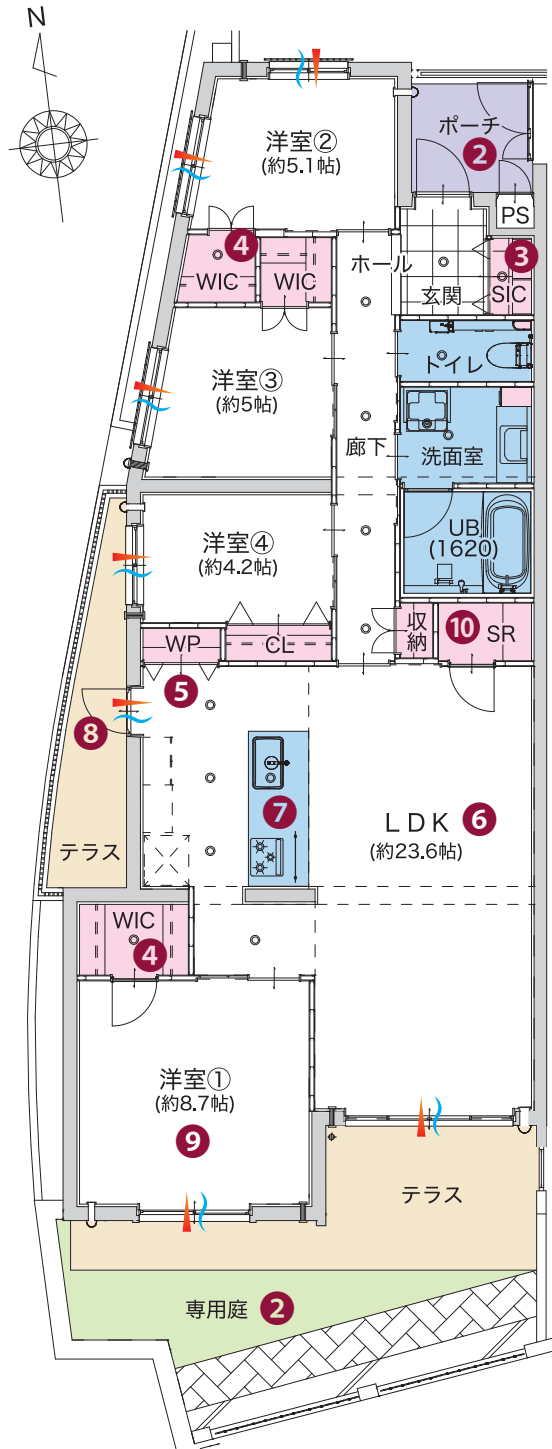 N
洋室②
(約5.1帖)
ポーチ
2
PS
4
WIC
WIC
ホール
玄関
3
SIC
トイレ
洋室③
(約5帖)
廊下
洗面室
洋室④
(約4.2帖)
UB
(1620)
WP
CL
収納
10
SR
5
8
7
LDK
6
(約23.6帖)
テラス
WIC
4
洋室①
(約8.7帖)
9
テラス
専用庭
2